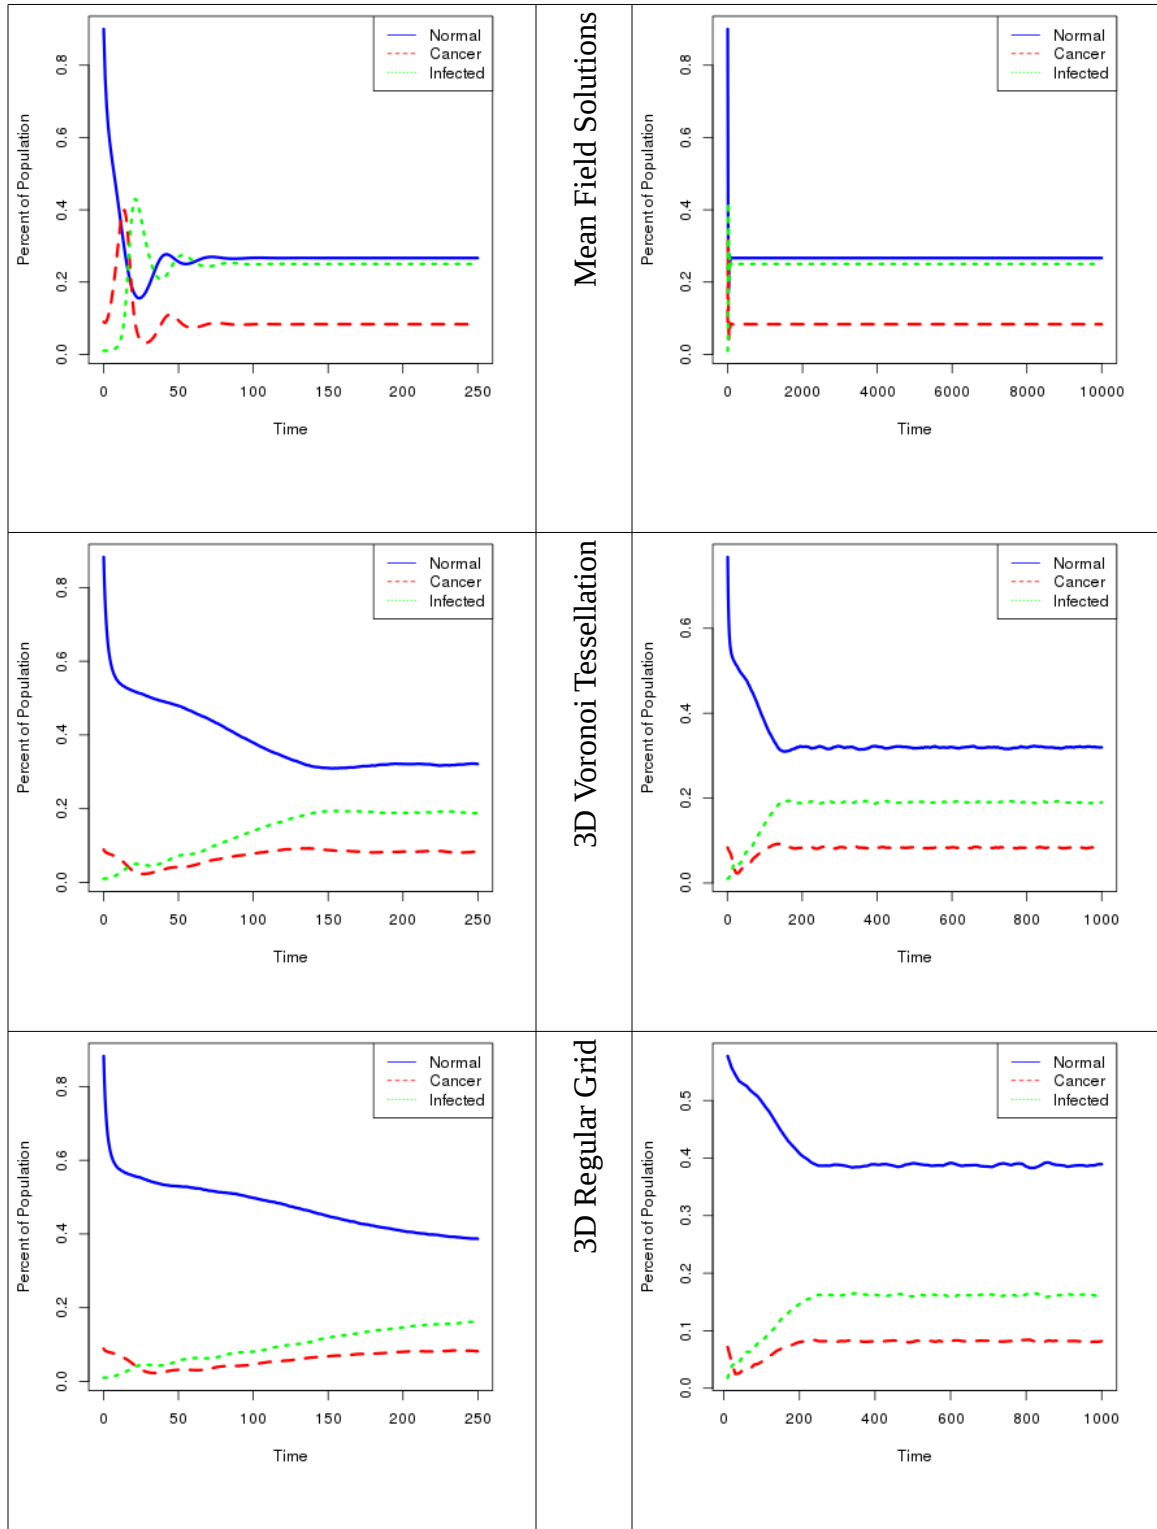 Normal
Cancer
Infected
Percent of Population
0.0
0.2
0.4
0.6
0.8
0
50
100
150
200
250
Time
Mean Field Solutions
Normal
Cancer
Infected
Percent of Population
0.0
0.2
0.4
0.6
0.8
0
2000
4000
6000
8000
10000
Time
Normal
Cancer
Infected
Percent of Population
0.0
0.2
0.4
0.6
0.8
0
50
100
150
200
250
Time
3D Voronoi Tessellation
Normal
Cancer
Infected
Percent of Population
0.0
0.2
0.4
0.6
0
200
400
600
800
1000
Time
Normal
Cancer
Infected
Percent of Population
0.0
0.2
0.4
0.6
0.8
0
50
100
150
200
250
Time
3D Regular Grid
Normal
Cancer
Infected
Percent of Population
0.0
0.1
0.2
0.3
0.4
0.5
0
200
400
600
800
1000
Time